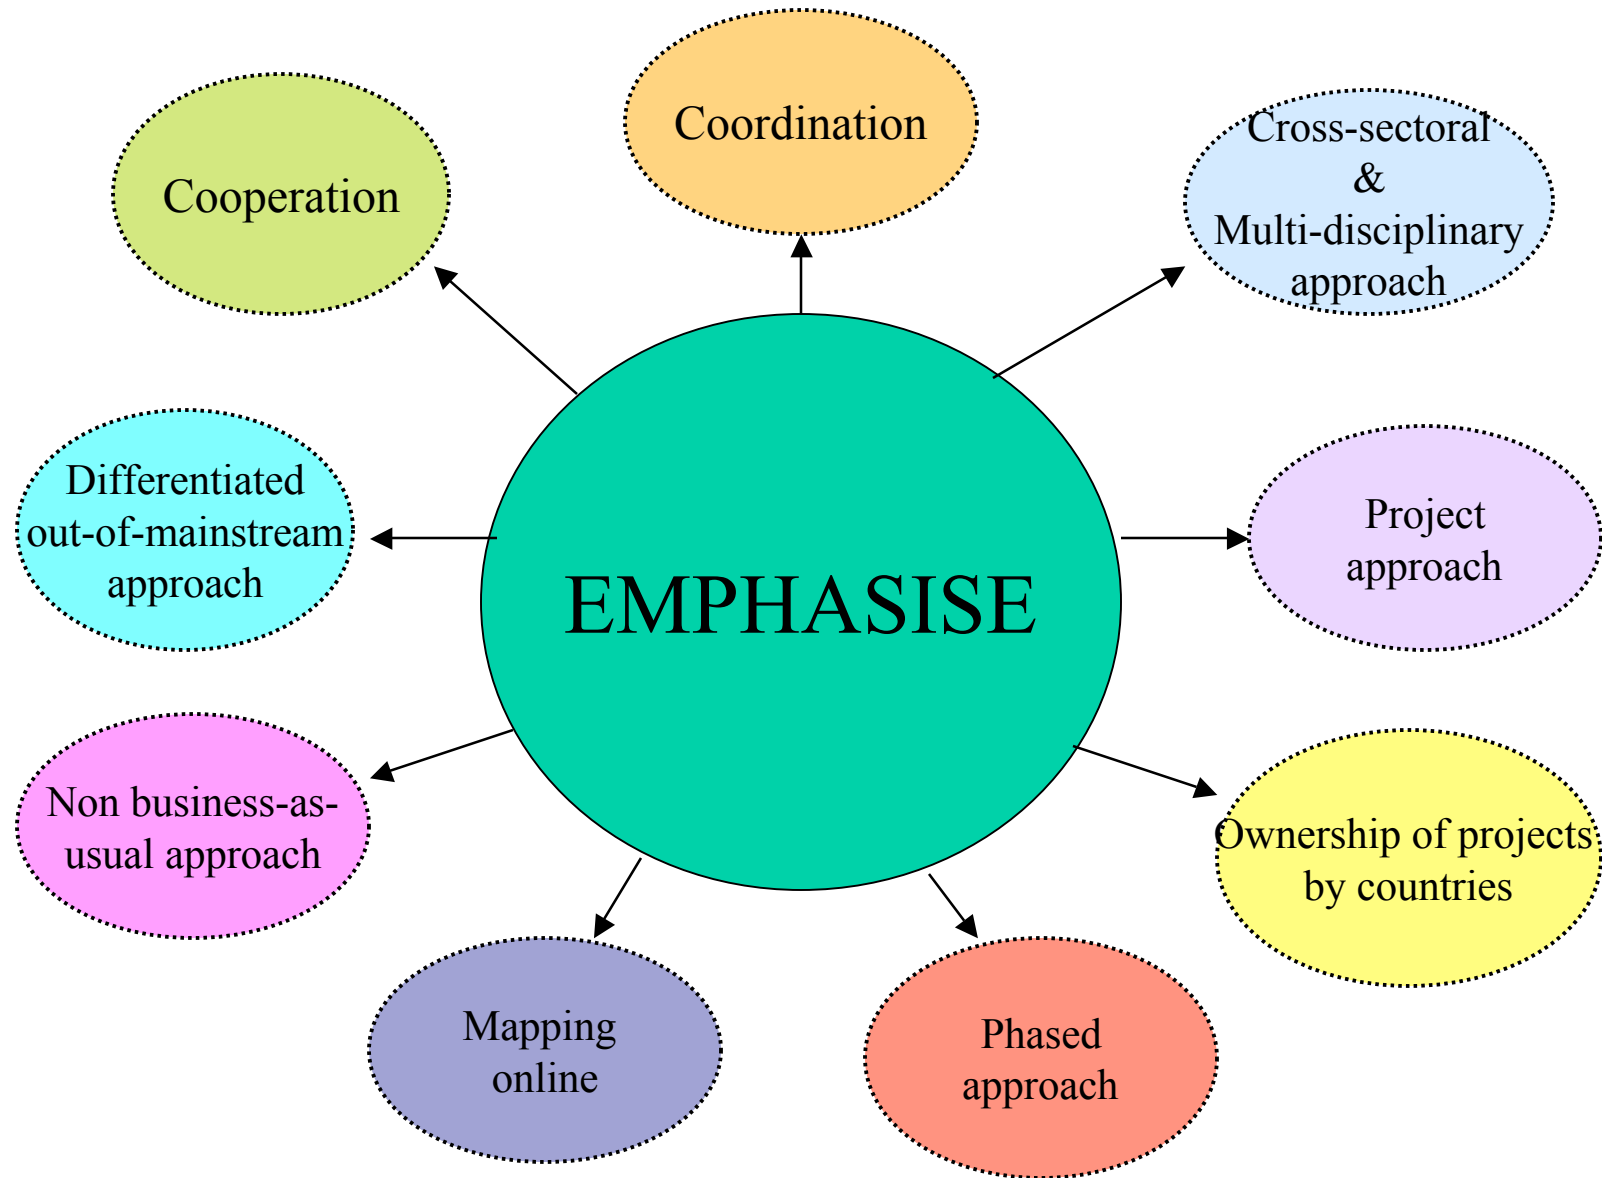 Coordination
Cooperation
Cross-sectoral
&
Multi-disciplinary
approach
Differentiated
out-of-mainstream
approach
Project
approach
EMPHASISE
Non business-as-
usual approach
Ownership of projects
by countries
Mapping
online
Phased
approach